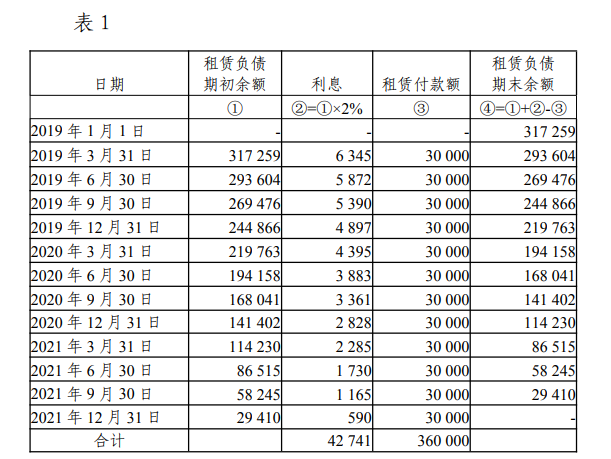 表 1
日期 租赁负债期初余额 利息 租赁付款额 租赁负债期末余额
① ②=①×2% ③ ④=①+②-③
2019 年 1 月 1 日 - - - 317 259
2019 年 3 月 31 日 317 259 6 345 30 000 293 604
2019 年 6 月 30 日 293 604 5 872 30 000 269 476
2019 年 9 月 30 日 269 476 5 390 30 000 244 866
2019 年 12 月 31 日 244 866 4 897 30 000 219 763
2020 年 3 月 31 日 219 763 4 395 30 000 194 158
2020 年 6 月 30 日 194 158 3 883 30 000 168 041
2020 年 9 月 30 日 168 041 3 361 30 000 141 402
2020 年 12 月 31 日 141 402 2 828 30 000 114 230
2021 年 3 月 31 日 114 230 2 285 30 000 86 515
2021 年 6 月 30 日 86 515 1 730 30 000 58 245
2021 年 9 月 30 日 58 245 1 165 30 000 29 410
2021 年 12 月 31 日 29 410 590 30 000 -
合计 42 741 360 000